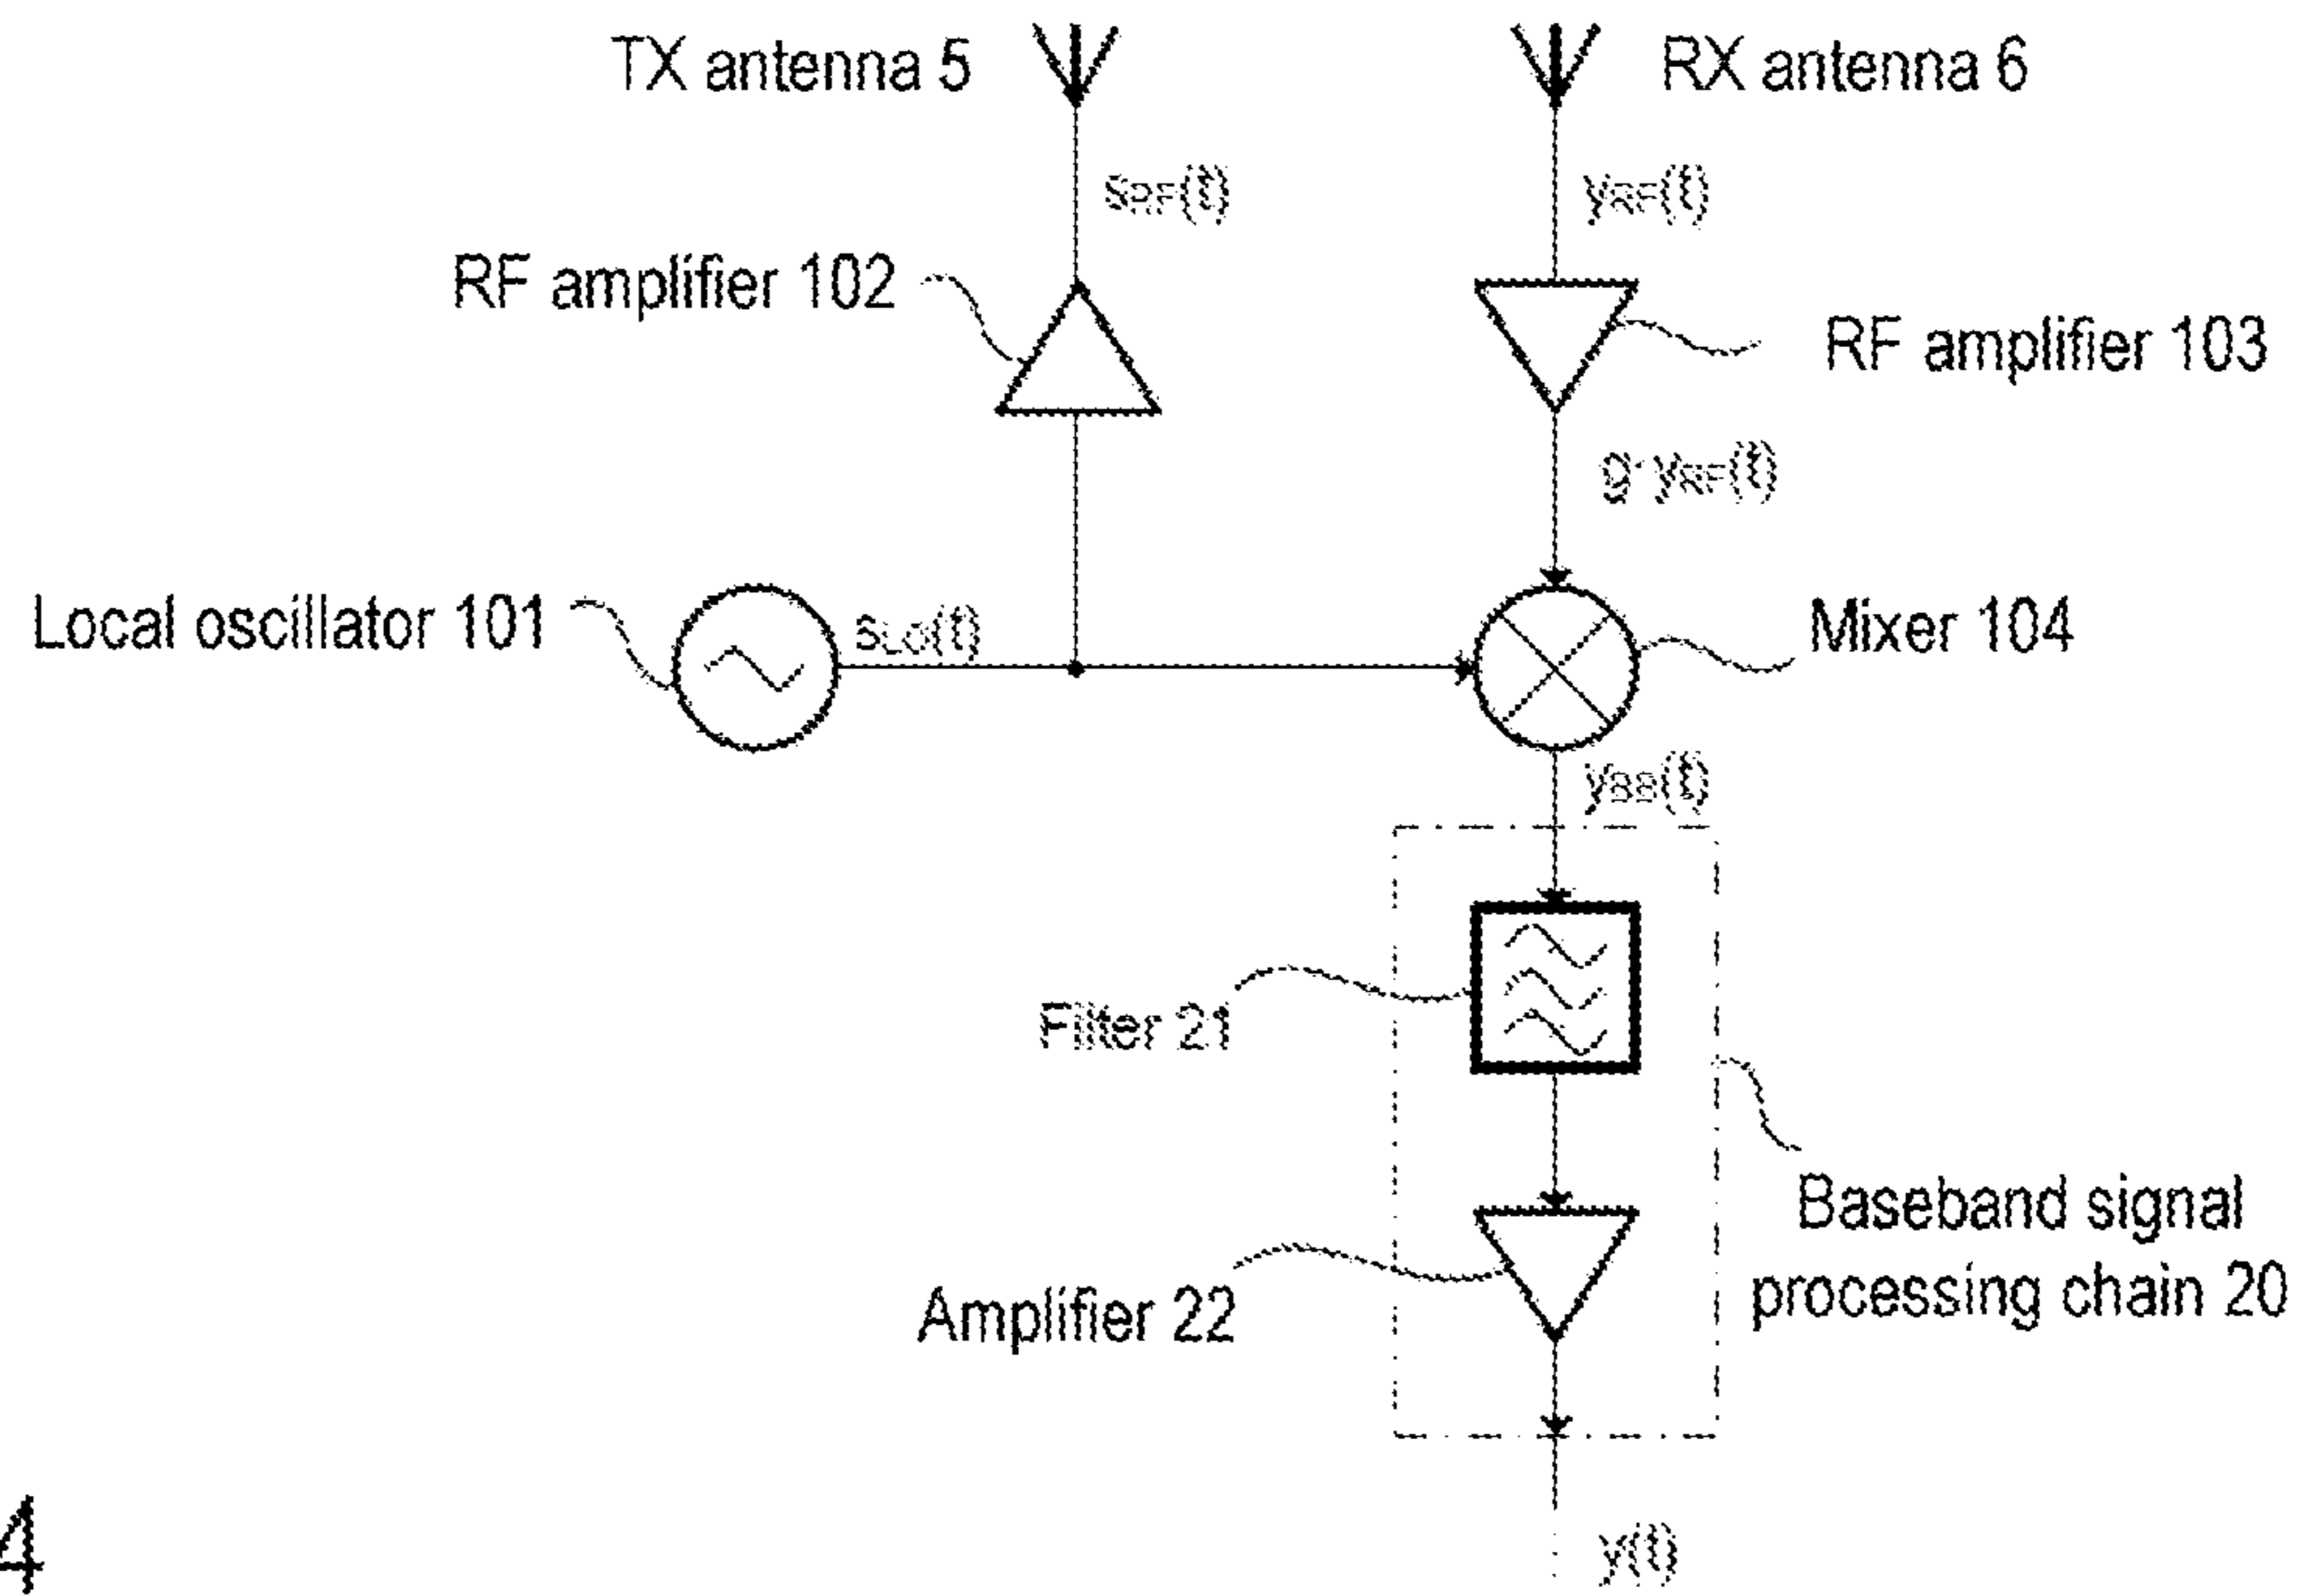 TX antenna 5
RX antenna 6
sRF(t)
yRF(t)
RF amplifier 102
RF amplifier 103
g·yRF(t)
Local oscillator 101
sLO(t)
Mixer 104
yBB(t)
Filter 21
Baseband signal
processing chain 20
Amplifier 22
y(t)
4